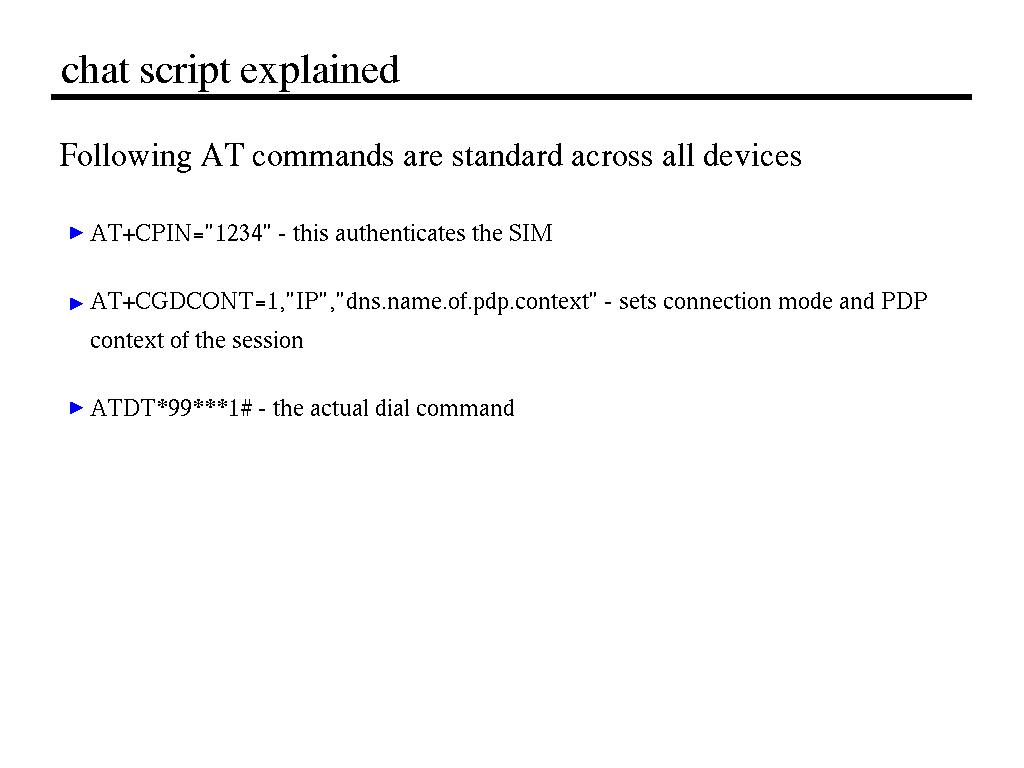 chat script explained
Following AT commands are standard across all devices
AT+CPIN="1234" - this authenticates the SIM
AT+CGDCONT=1,"IP","dns.name.of.pdp.context" - sets connection mode and PDP
context of the session
ATDT*99***1# - the actual dial command